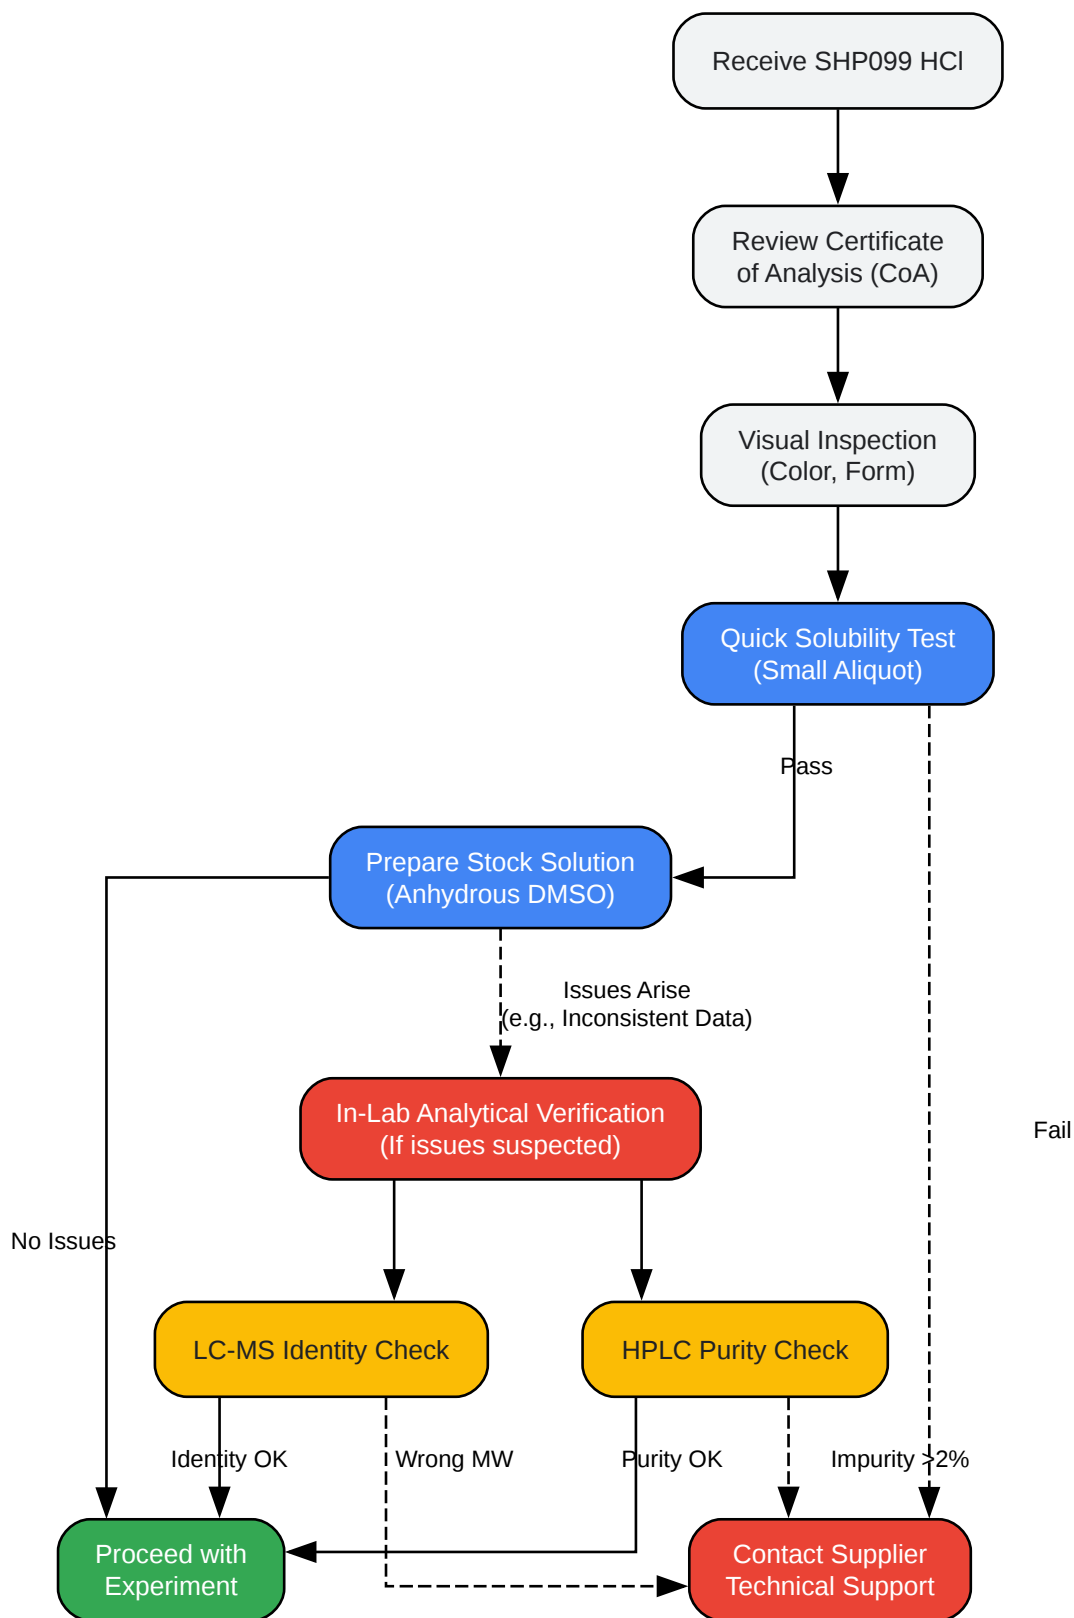 Receive SHP099 HCl
Review Certificate
of Analysis (CoA)
Visual Inspection
(Color, Form)
Quick Solubility Test
(Small Aliquot)
Pass
Prepare Stock Solution
(Anhydrous DMSO)
Issues Arise
(e.g., Inconsistent Data)
In-Lab Analytical Verification
(If issues suspected)
Fail
No Issues
LC-MS Identity Check
HPLC Purity Check
Identity OK
Wrong MW
Purity OK
Impurity >2%
Proceed with
Experiment
Contact Supplier
Technical Support